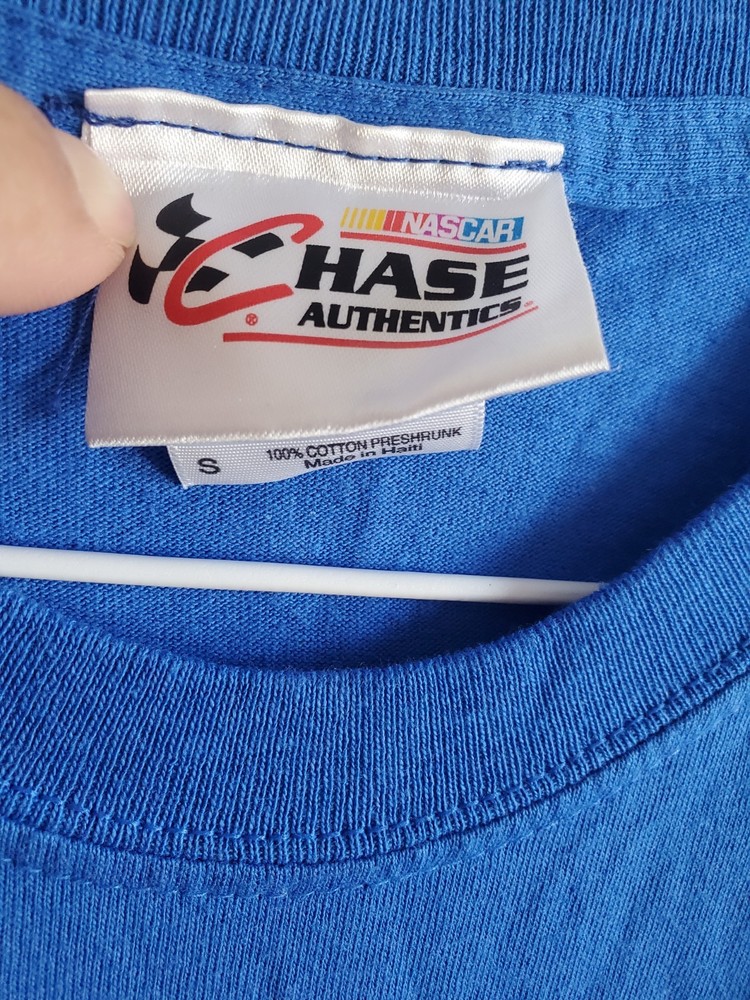 NASCAR
CHASE
AUTHENTICS
®
S
100% COTTON PRESHRUNK
Made in Haiti